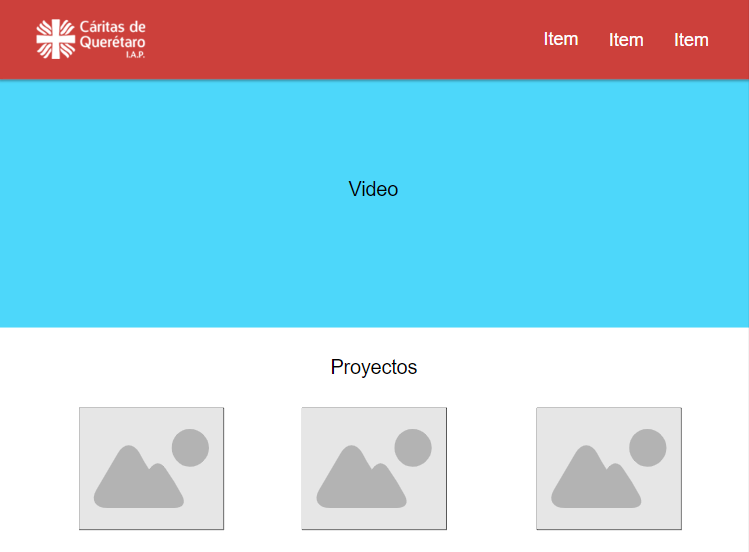 Cáritas de
Querétaro
I.A.P.
Item Item Item
Video
Proyectos